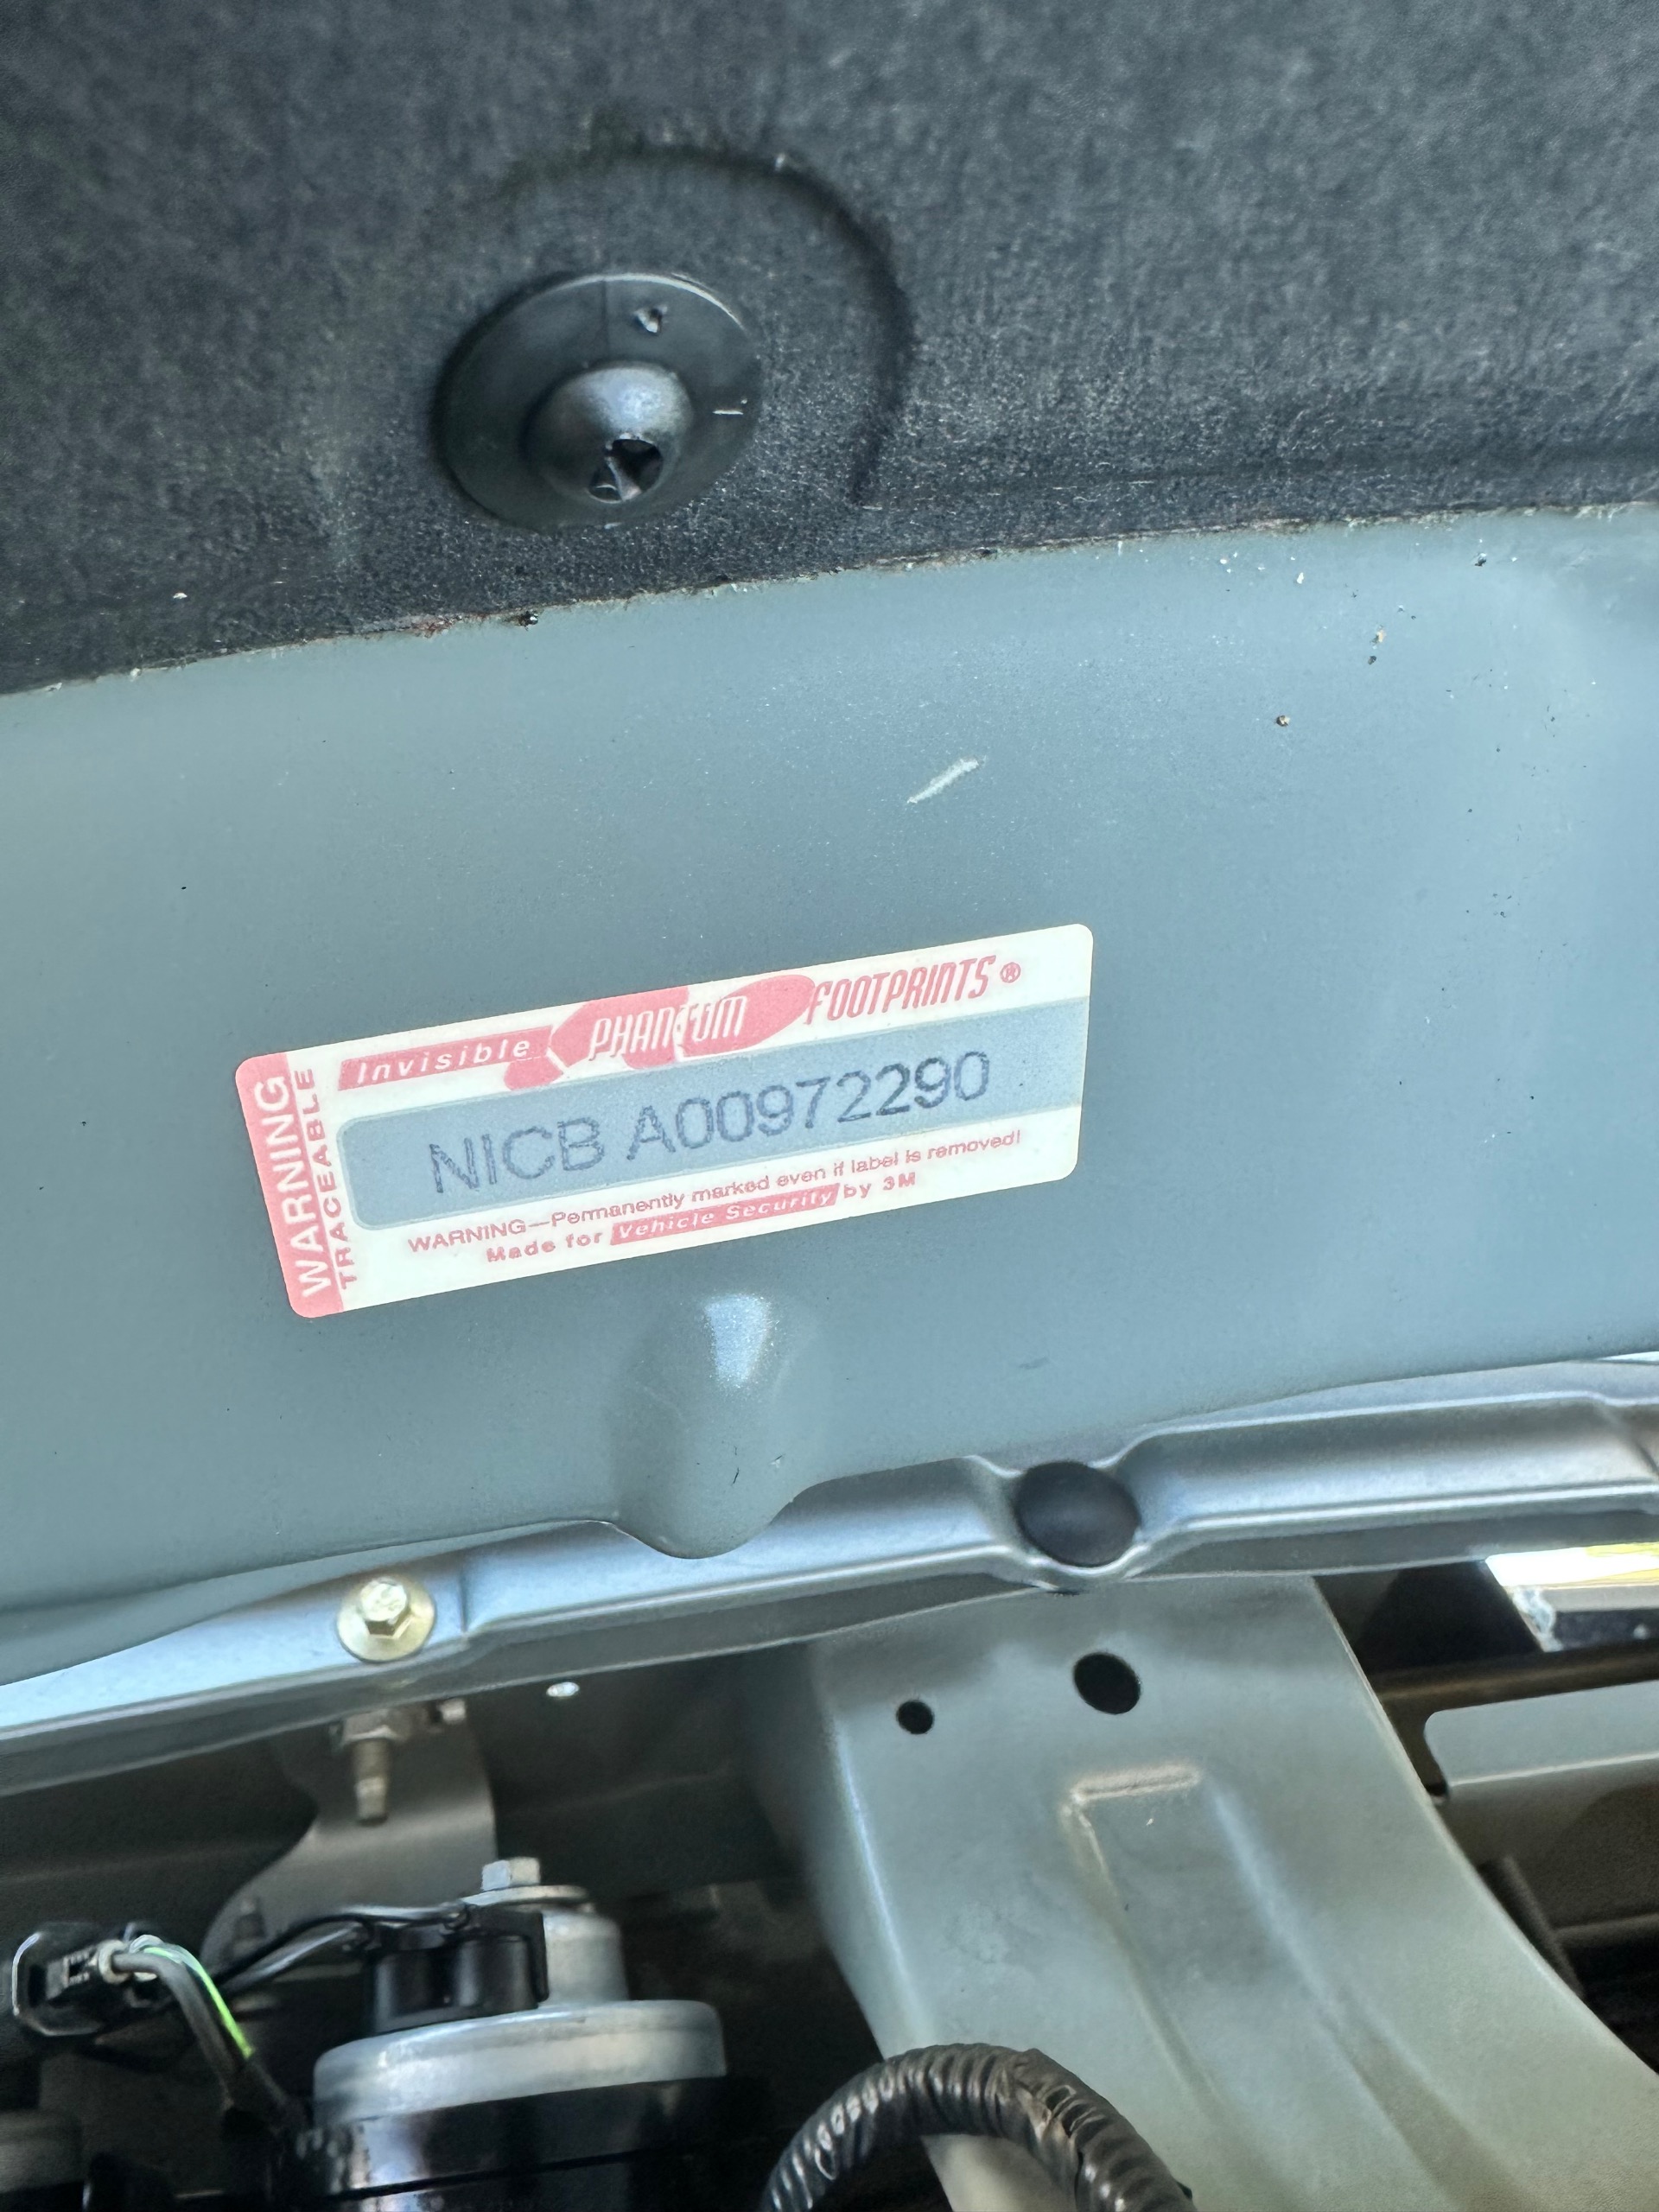 WARNING
TRACEABLE
Invisible PHANTOM FOOTPRINTS®
NICB A00972290
WARNING—Permanently marked even if label is removed!
Made for Vehicle Security by 3M